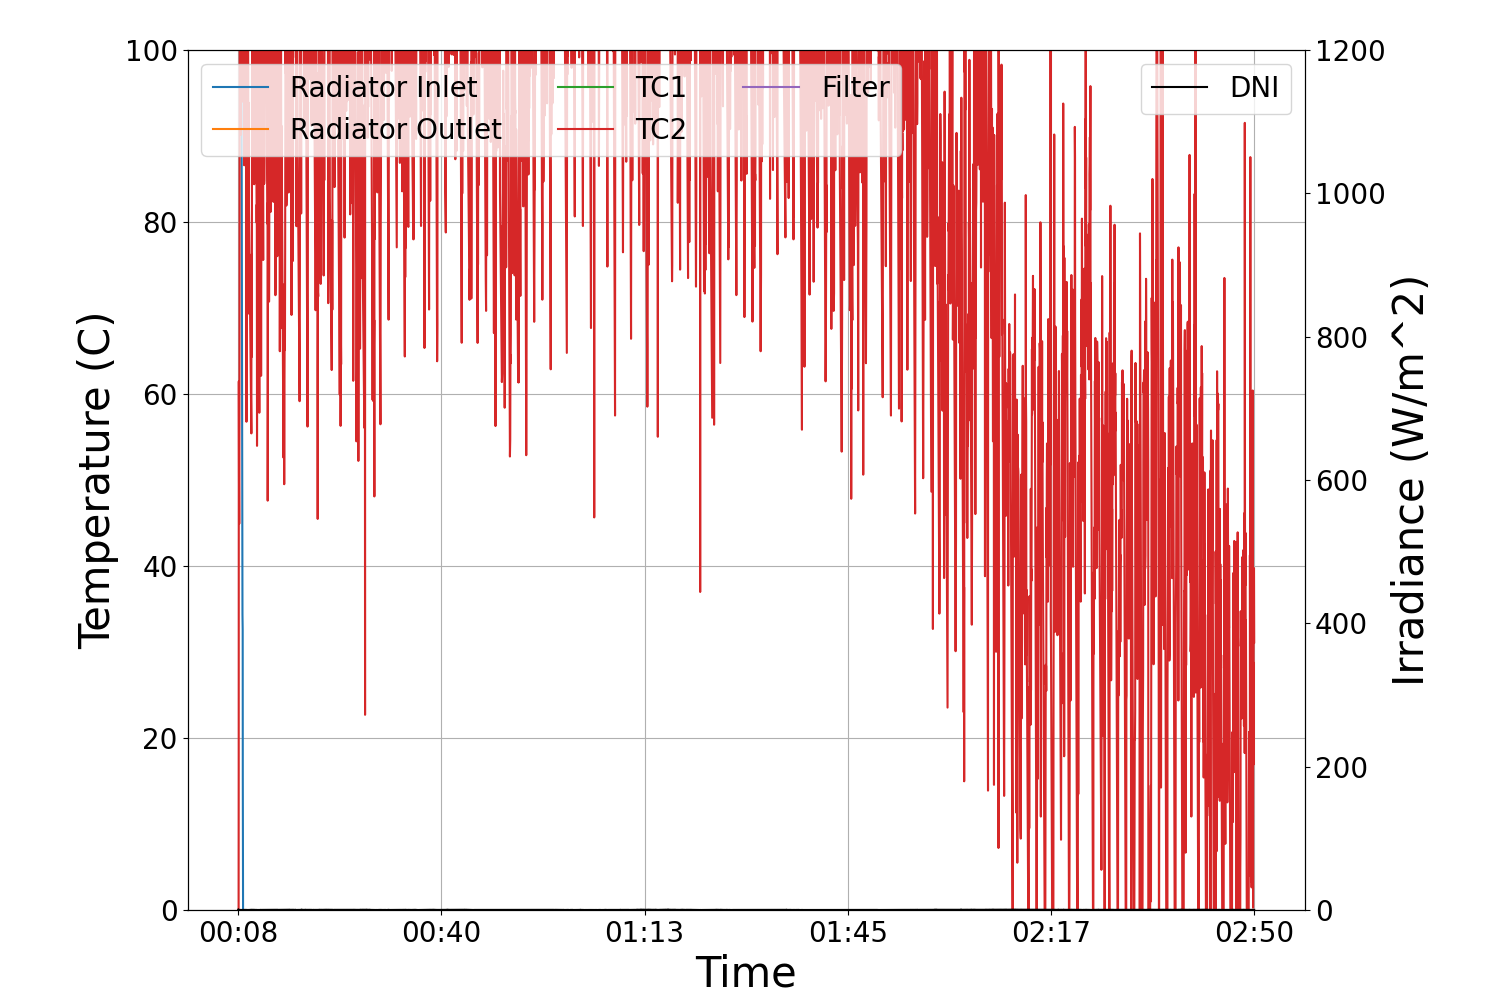 Radiator Inlet
Radiator Outlet
TC1
TC2
Filter
DNI
Temperature (C)
100
80
60
40
20
0
Irradiance (W/m^2)
1200
1000
800
600
400
200
0
00:08 00:40 01:13 01:45 02:17 02:50
Time